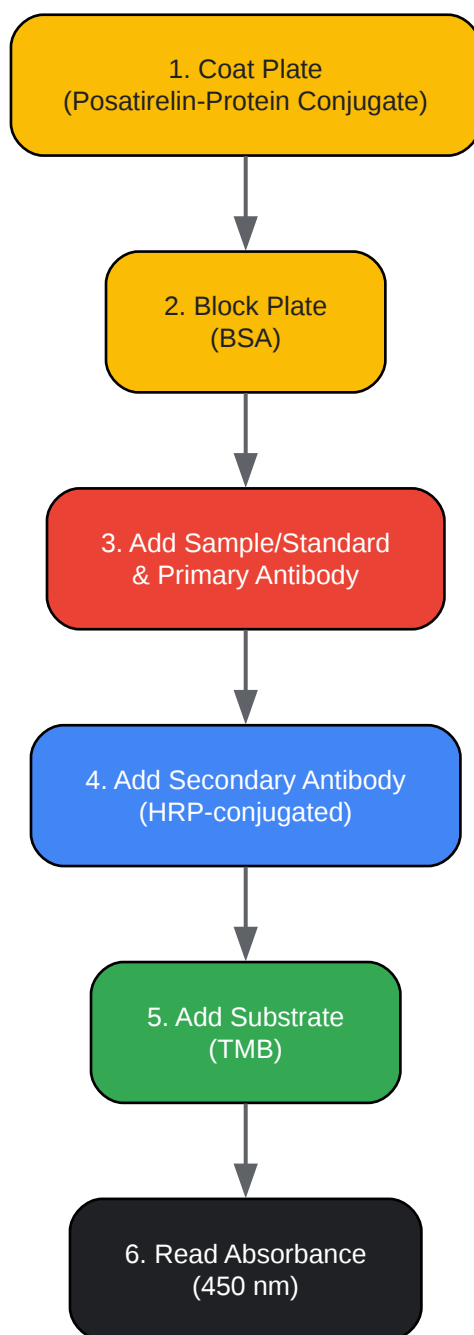 1. Coat Plate
(Posatirelin-Protein Conjugate)
2. Block Plate
(BSA)
3. Add Sample/Standard
& Primary Antibody
4. Add Secondary Antibody
(HRP-conjugated)
5. Add Substrate
(TMB)
6. Read Absorbance
(450 nm)